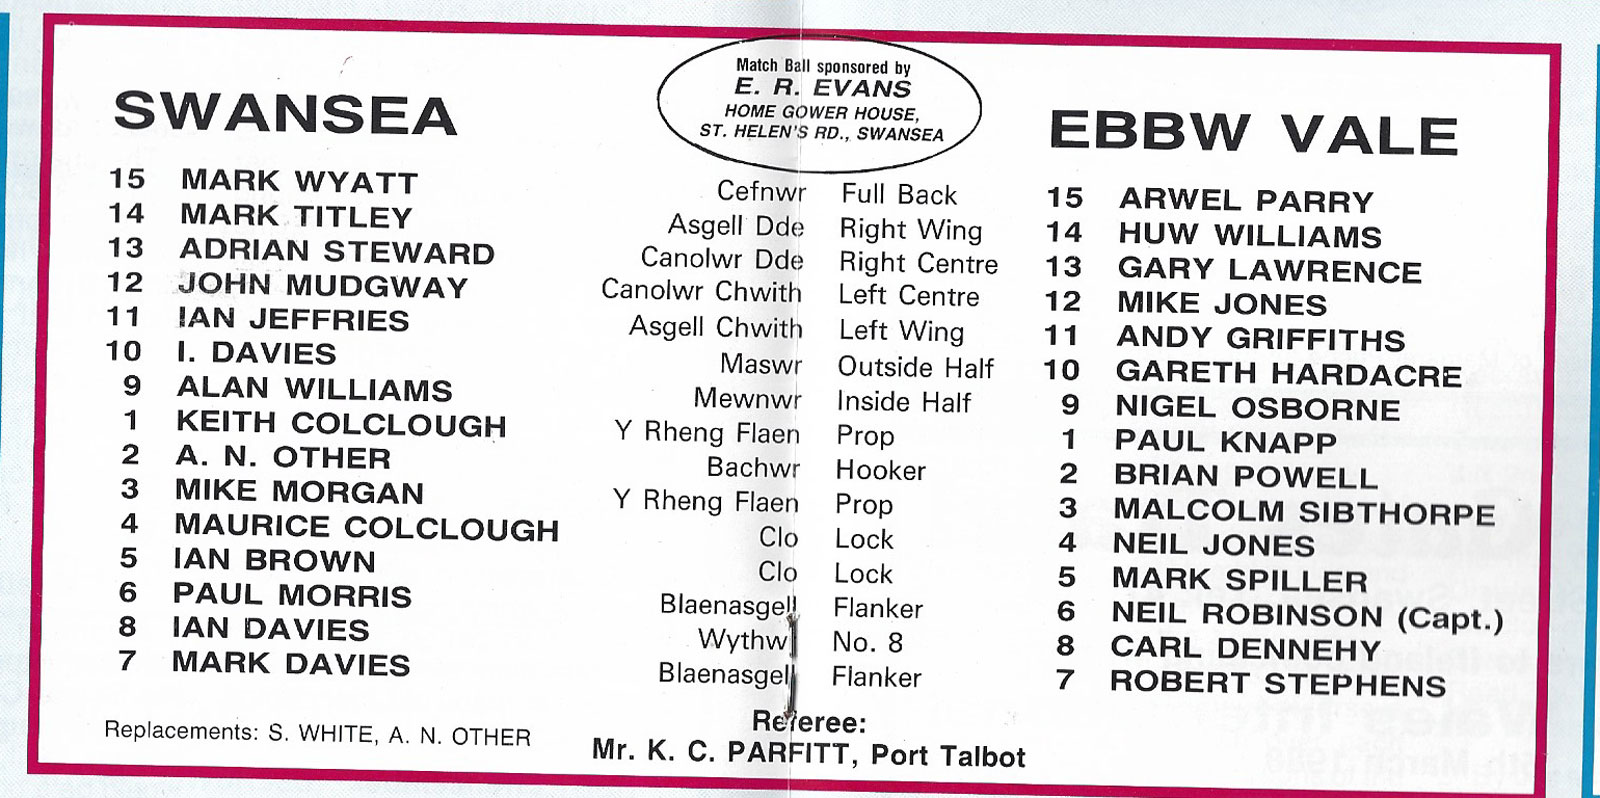 Match Ball sponsored by
E. R. EVANS
HOME GOWER HOUSE,
ST. HELEN'S RD., SWANSEA
SWANSEA
EBBW VALE
15 MARK WYATT Cefnwr Full Back 15 ARWEL PARRY
14 MARK TITLEY Asgell Dde Right Wing 14 HUW WILLIAMS
13 ADRIAN STEWARD Canolwr Dde Right Centre 13 GARY LAWRENCE
12 JOHN MUDGWAY Canolwr Chwith Left Centre 12 MIKE JONES
11 IAN JEFFRIES Asgell Chwith Left Wing 11 ANDY GRIFFITHS
10 I. DAVIES Maswr Outside Half 10 GARETH HARDACRE
9 ALAN WILLIAMS Mewnwr Inside Half 9 NIGEL OSBORNE
1 KEITH COLCLOUGH Y Rheng Flaen Prop 1 PAUL KNAPP
2 A. N. OTHER Bachwr Hooker 2 BRIAN POWELL
3 MIKE MORGAN Y Rheng Flaen Prop 3 MALCOLM SIBTHORPE
4 MAURICE COLCLOUGH Clo Lock 4 NEIL JONES
5 IAN BROWN Clo Lock 5 MARK SPILLER
6 PAUL MORRIS Blaenasgell Flanker 6 NEIL ROBINSON (Capt.)
8 IAN DAVIES Wythwr No. 8 8 CARL DENNEHY
7 MARK DAVIES Blaenasgell Flanker 7 ROBERT STEPHENS
Replacements: S. WHITE, A. N. OTHER
Referee:
Mr. K. C. PARFITT, Port Talbot